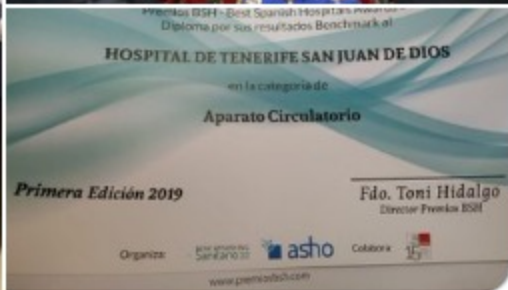 Premios BSH - Best Spanish Hospitals Awards
Diploma por sus resultados Benchmark al
HOSPITAL DE TENERIFE SAN JUAN DE DIOS
en la categoría de
Aparato Circulatorio
Primera Edición 2019
Fdo. Toni Hidalgo
Director Premios BSH
Organiza: Sanitario asho Colabora 15
www.premiosbsh.com